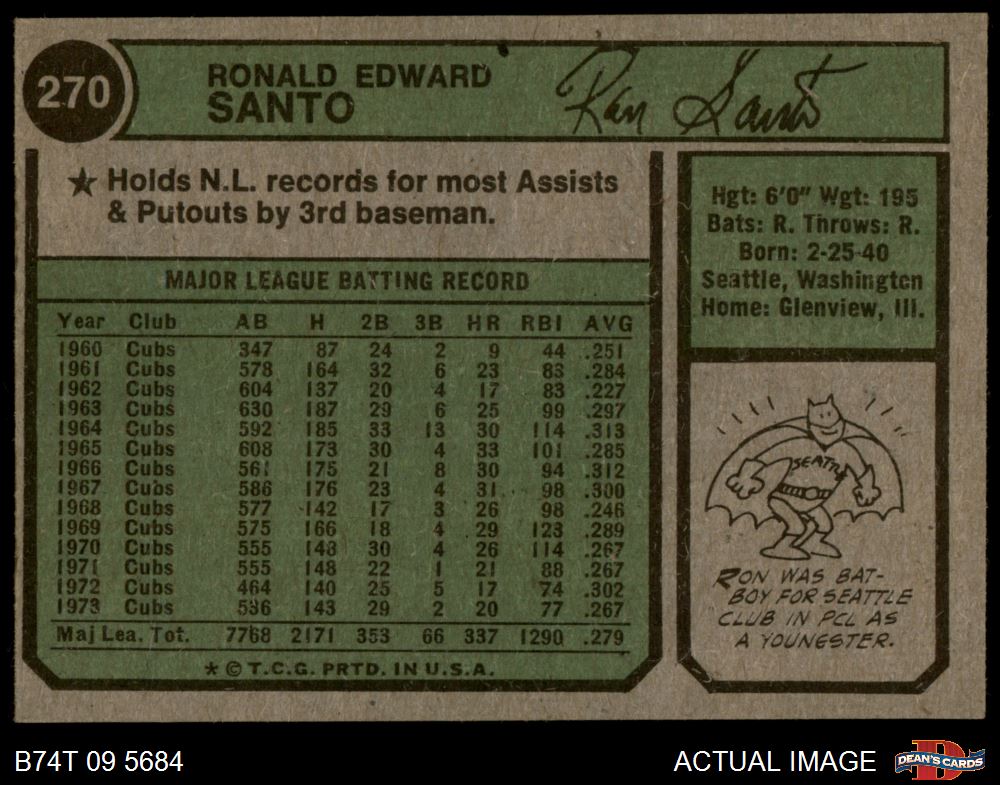 270
RONALD EDWARD
SANTO
Ron Santo
★ Holds N.L. records for most Assists
& Putouts by 3rd baseman.
MAJOR LEAGUE BATTING RECORD
Year Club AB H 2B 3B HR RBI AVG
1960 Cubs 347 87 24 2 9 44 .251
1961 Cubs 578 164 32 6 23 83 .284
1962 Cubs 604 137 20 4 17 83 .227
1963 Cubs 630 187 29 6 25 99 .297
1964 Cubs 592 185 33 13 30 114 .313
1965 Cubs 608 173 30 4 33 101 .285
1966 Cubs 561 175 21 8 30 94 .312
1967 Cubs 586 176 23 4 31 98 .300
1968 Cubs 577 142 17 3 26 98 .246
1969 Cubs 575 166 18 4 29 123 .289
1970 Cubs 555 148 30 4 26 114 .267
1971 Cubs 555 148 22 1 21 88 .267
1972 Cubs 464 140 25 5 17 74 .302
1973 Cubs 536 143 29 2 20 77 .267
Maj Lea. Tot. 7768 2171 353 66 337 1290 .279
* © T.C.G. PRTD. IN U.S.A.
Hgt: 6'0" Wgt: 195
Bats: R. Throws: R.
Born: 2-25-40
Seattle, Washington
Home: Glenview, Ill.
SEATTLE
RON WAS BAT-
BOY FOR SEATTLE
CLUB IN PCL AS
A YOUNGSTER.
B74T 09 5684
ACTUAL IMAGE
DEAN'S CARDS